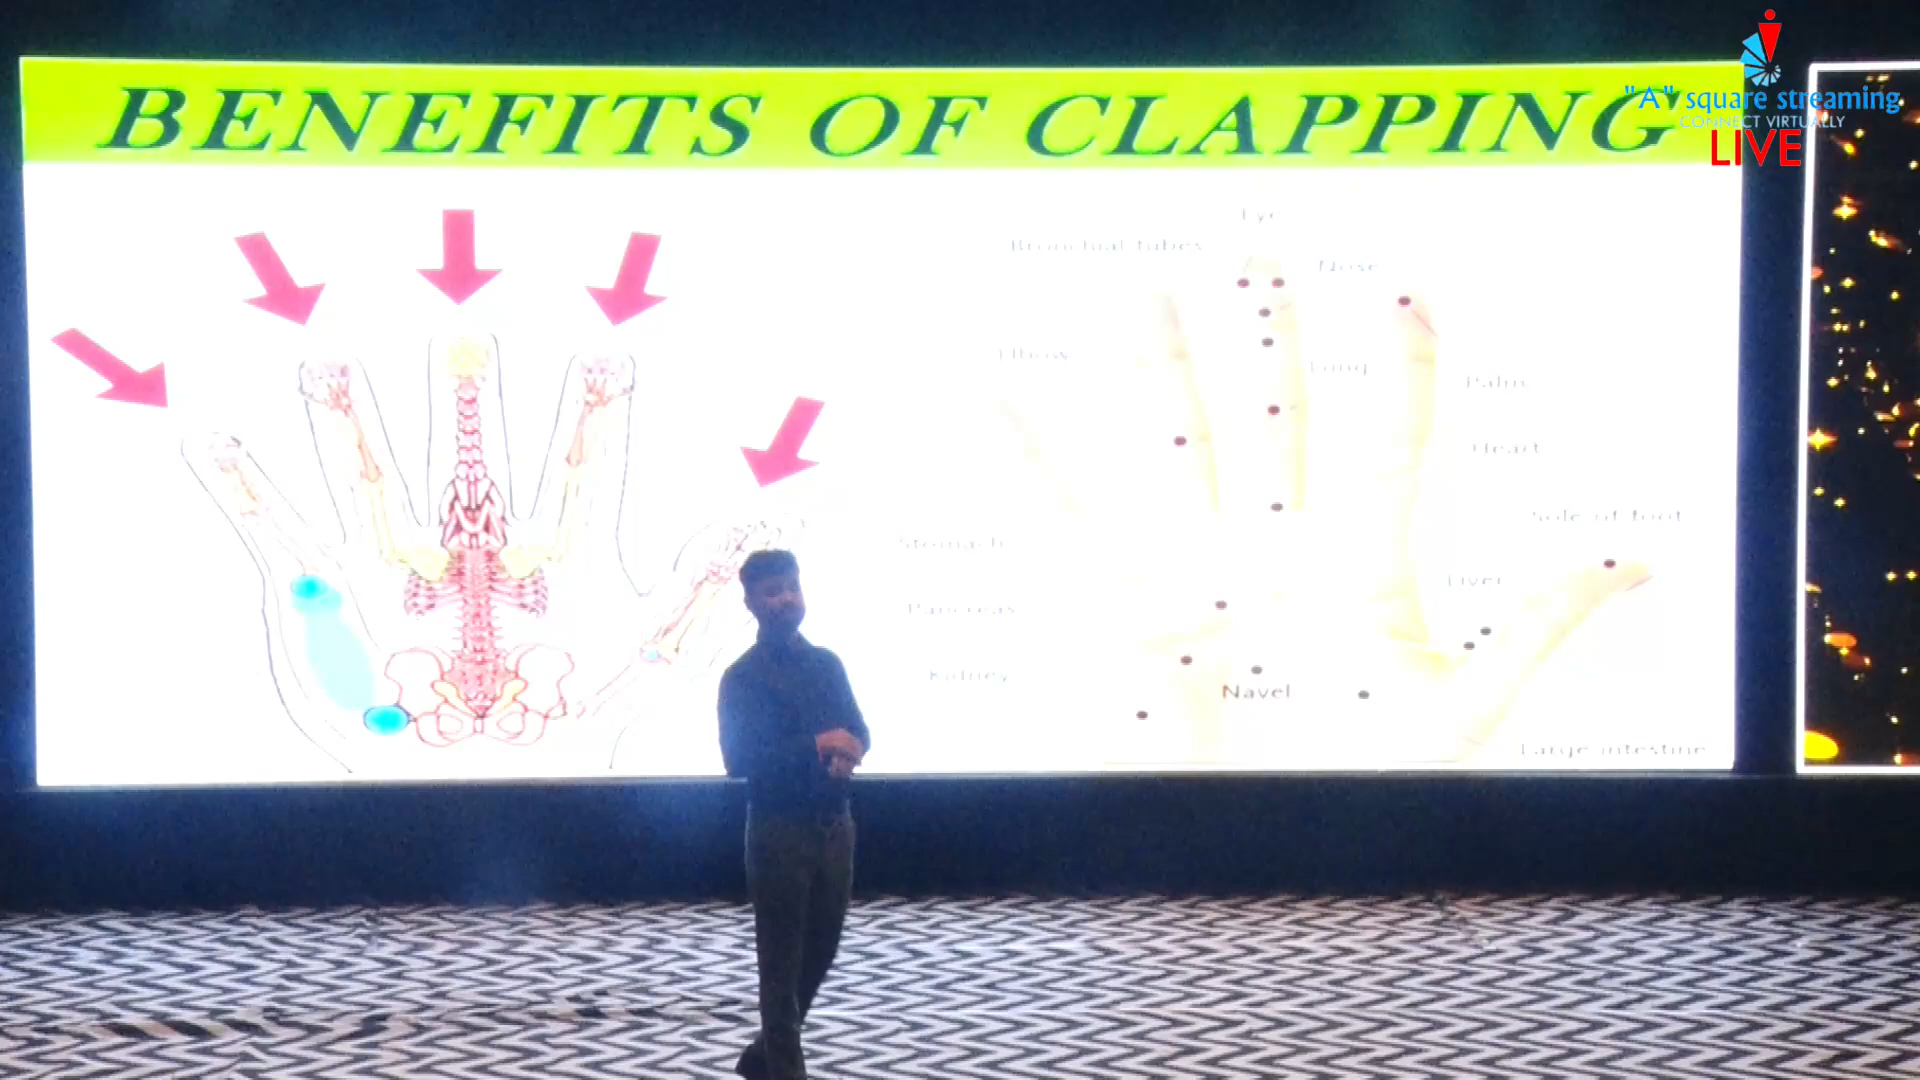 BENEFITS OF CLAPPING
"A" square streaming
CONNECT VIRTUALLY
LIVE
Eye
Bronchial tubes
Nose
Elbow
Long
Palm
Heart
Sole of foot
Stomach
Liver
Pancreas
Kidney
Navel
Large intestine